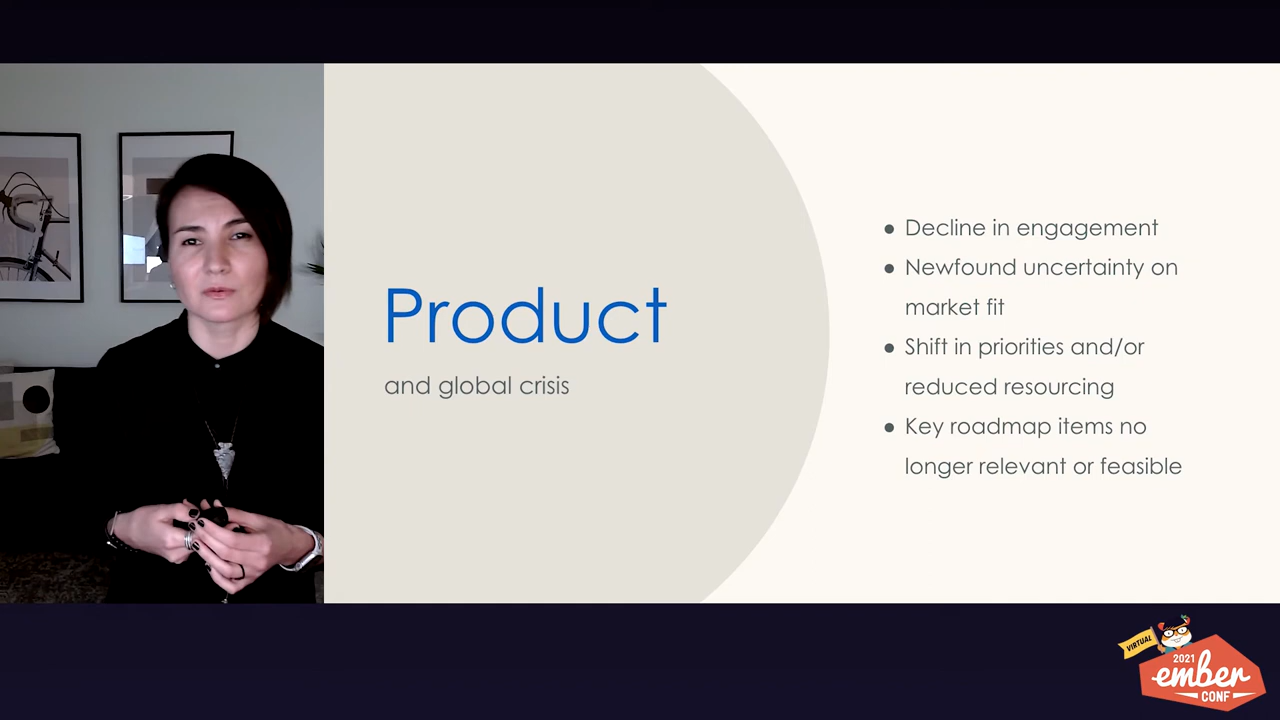 Product
and global crisis
● Decline in engagement
● Newfound uncertainty on
market fit
● Shift in priorities and/or
reduced resourcing
● Key roadmap items no
longer relevant or feasible
VIRTUAL
2021
ember
CONF